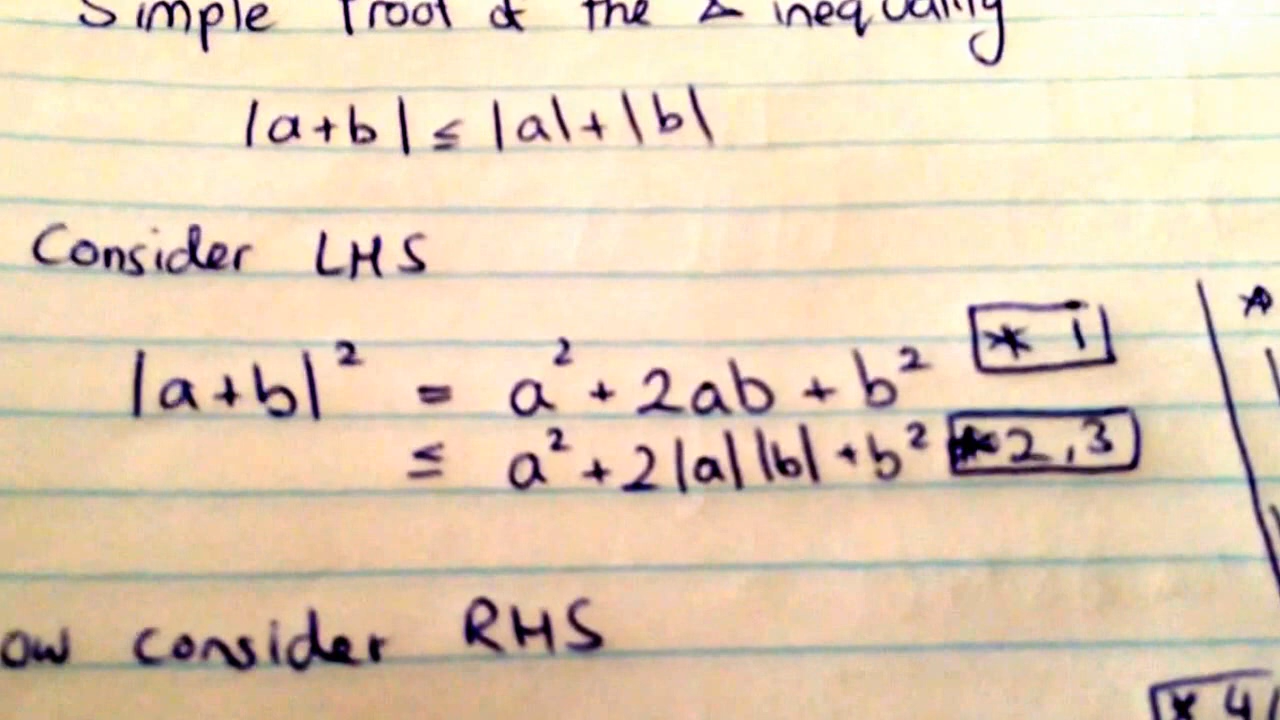 Simple Proof of the Δ inequality
|a+b| ≤ |a|+|b|
Consider LHS
|a+b|² = a² + 2ab + b² * 1
≤ a² + 2|a||b| + b² * 2,3
ow consider RHS
* 4